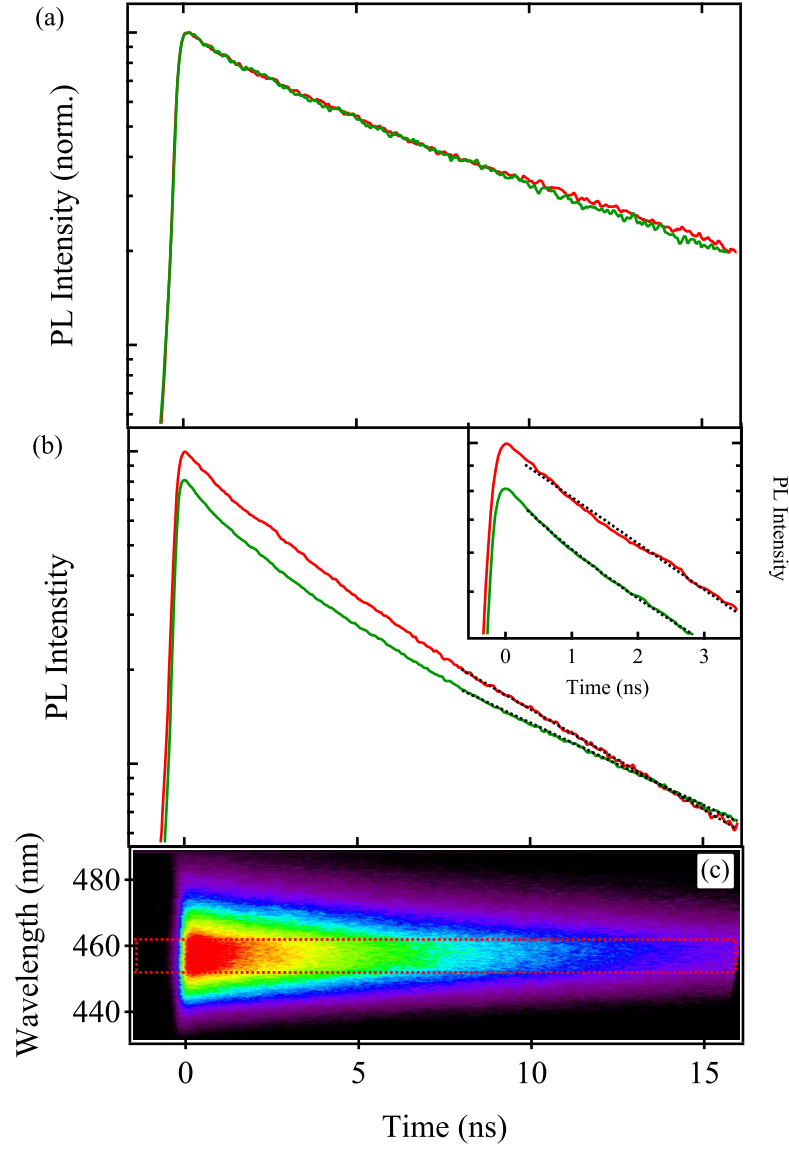 (a)
PL Intensity (norm.)
(b)
PL Intenstity
PL Intensity
0 1 2 3
Time (ns)
(c)
Wavelength (nm)
480
460
440
0 5 10 15
Time (ns)